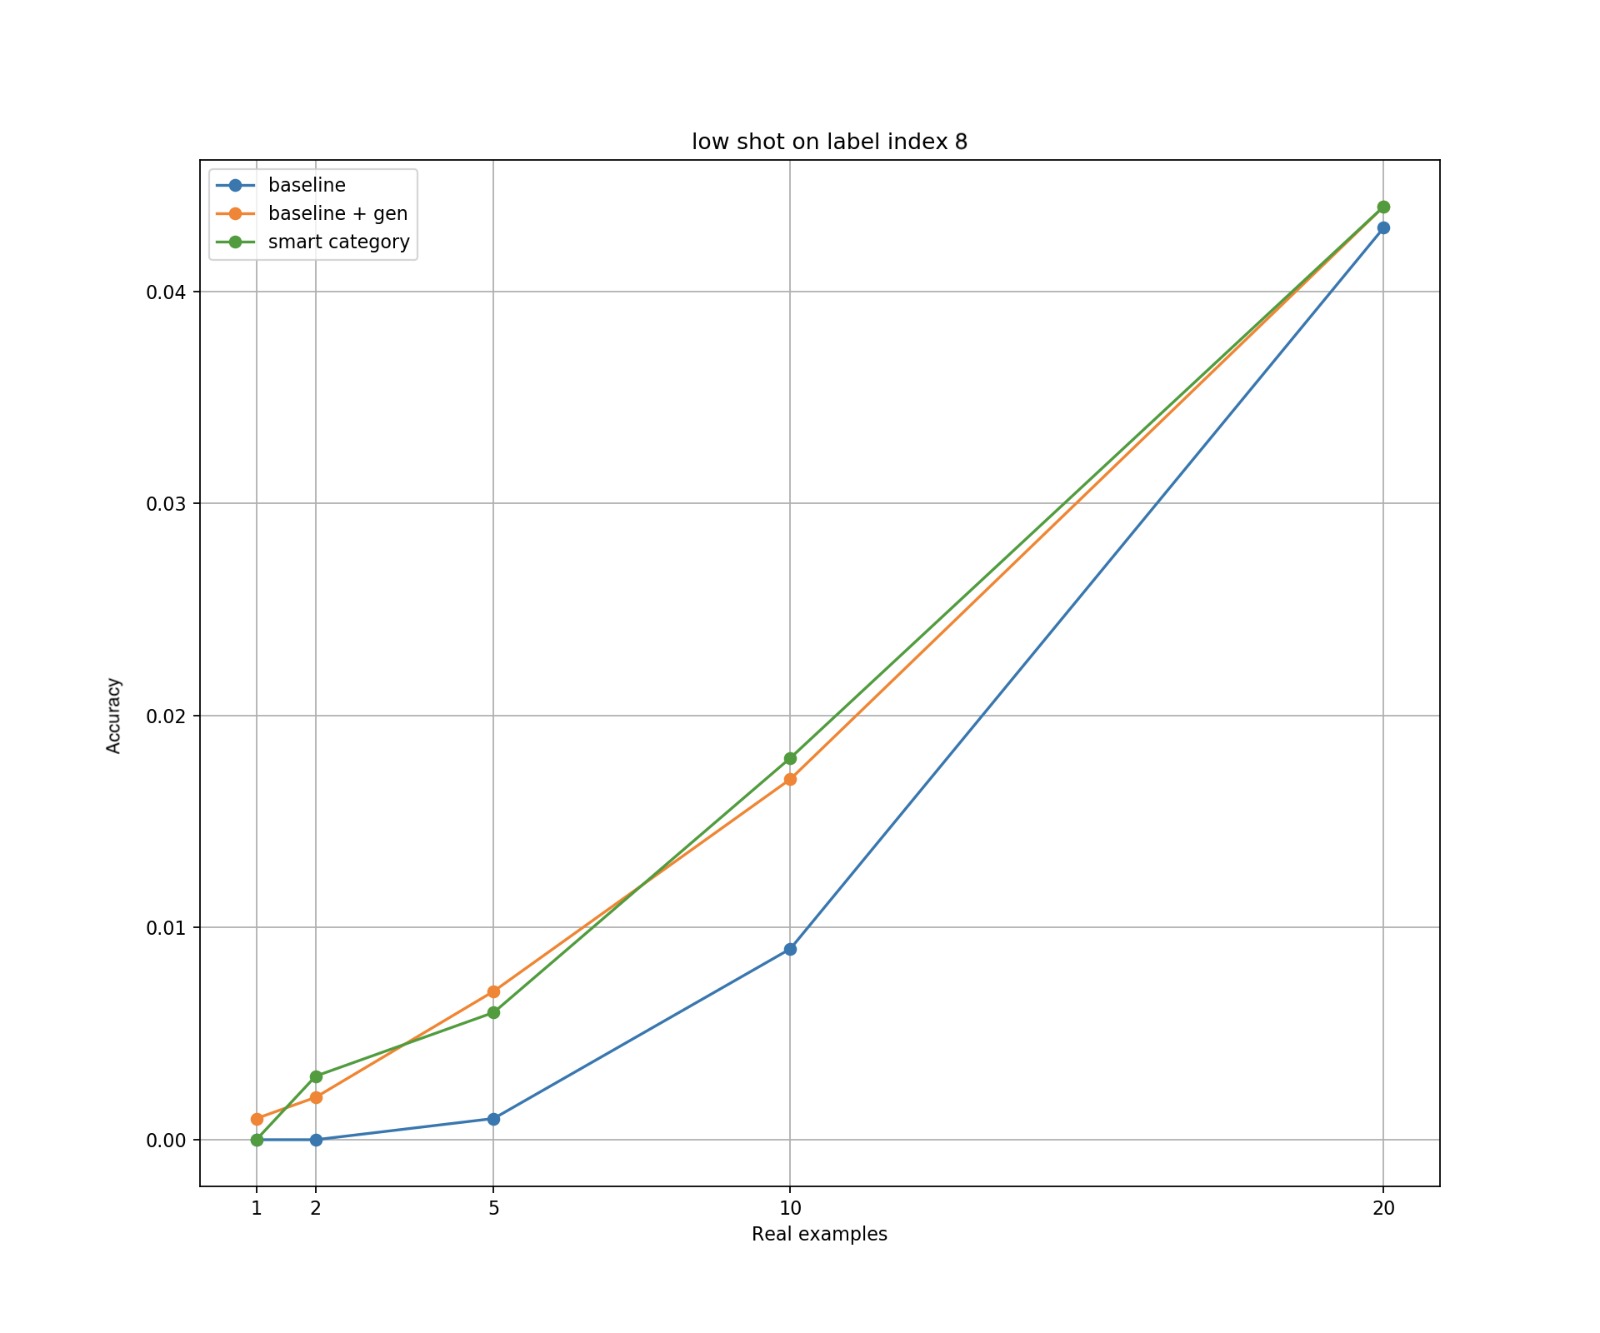 low shot on label index 8
baseline
baseline + gen
smart category
0.04
0.03
0.02
0.01
0.00
Accuracy
1 2 5 10 20
Real examples